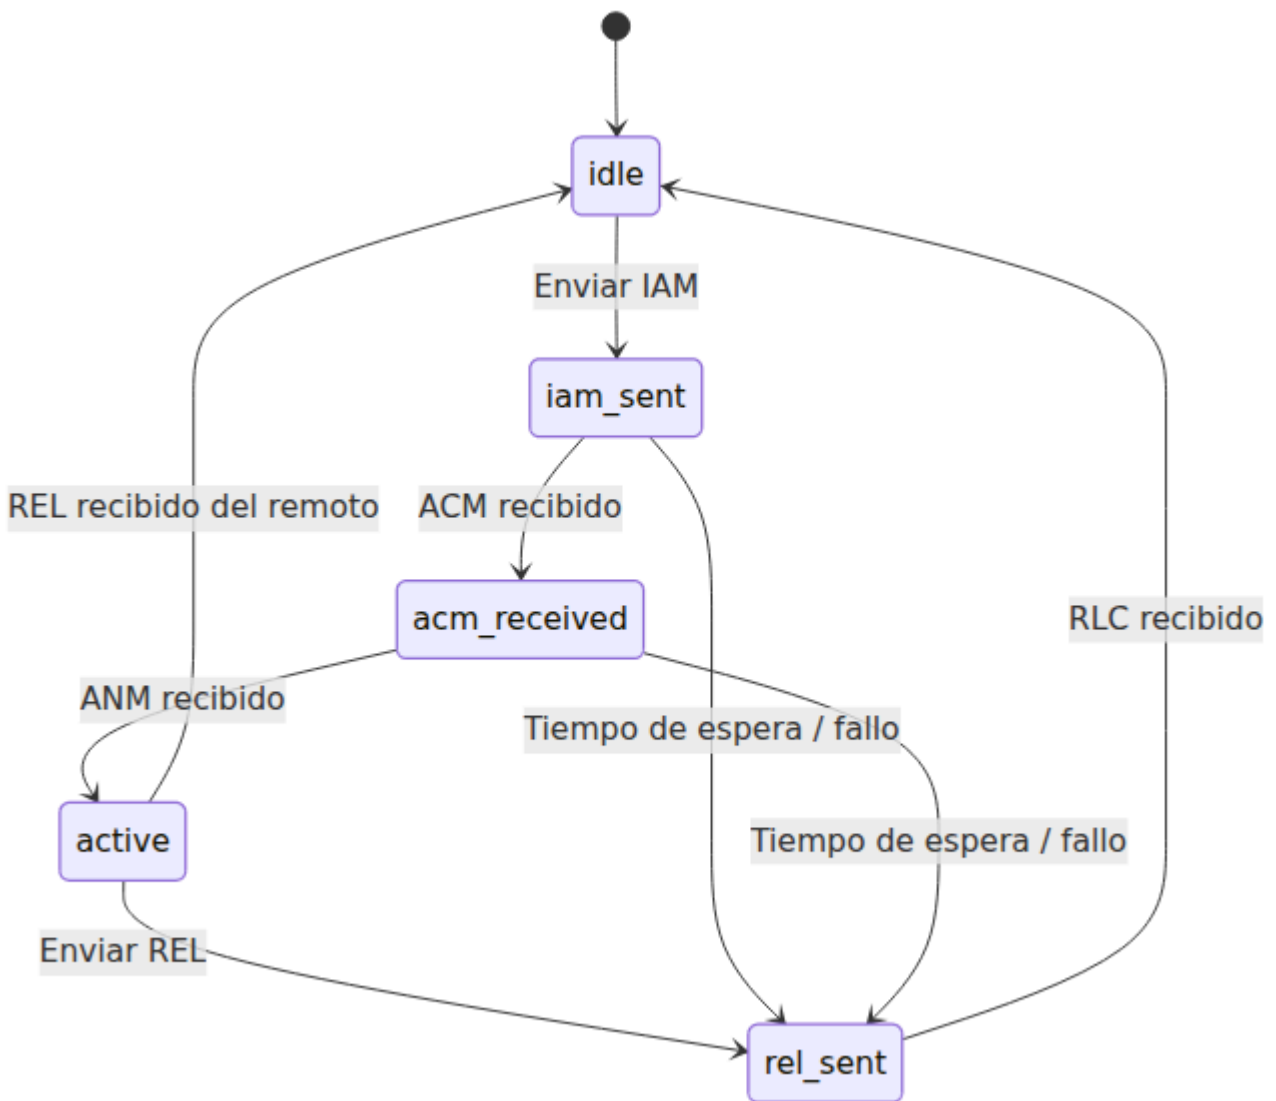 idle
Enviar IAM
iam_sent
REL recibido del remoto
ACM recibido
acm_received
RLC recibido
ANM recibido
Tiempo de espera / fallo
active
Tiempo de espera / fallo
Enviar REL
rel_sent